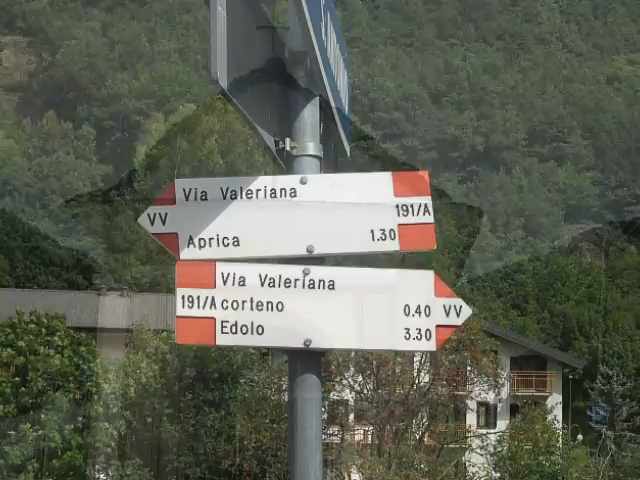 Via Valeriana
VV 191/A
Aprica 1.30
Via Valeriana
191/A corteno 0.40 VV
Edolo 3.30